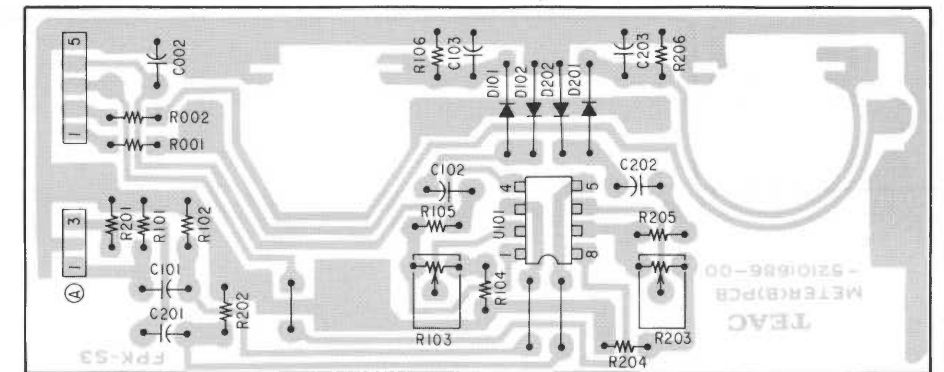 5
C002
R106
C103
C203
R206
D101
D102
D202
D201
1
R002
R001
C102
C202
4
5
3
R201
R101
R102
R105
U101
R205
1
1
8
Ⓐ
C101
R104
-52101686-00
METER(B)PCB
TEAC
C201
R202
R103
R203
R204
FPK-S3